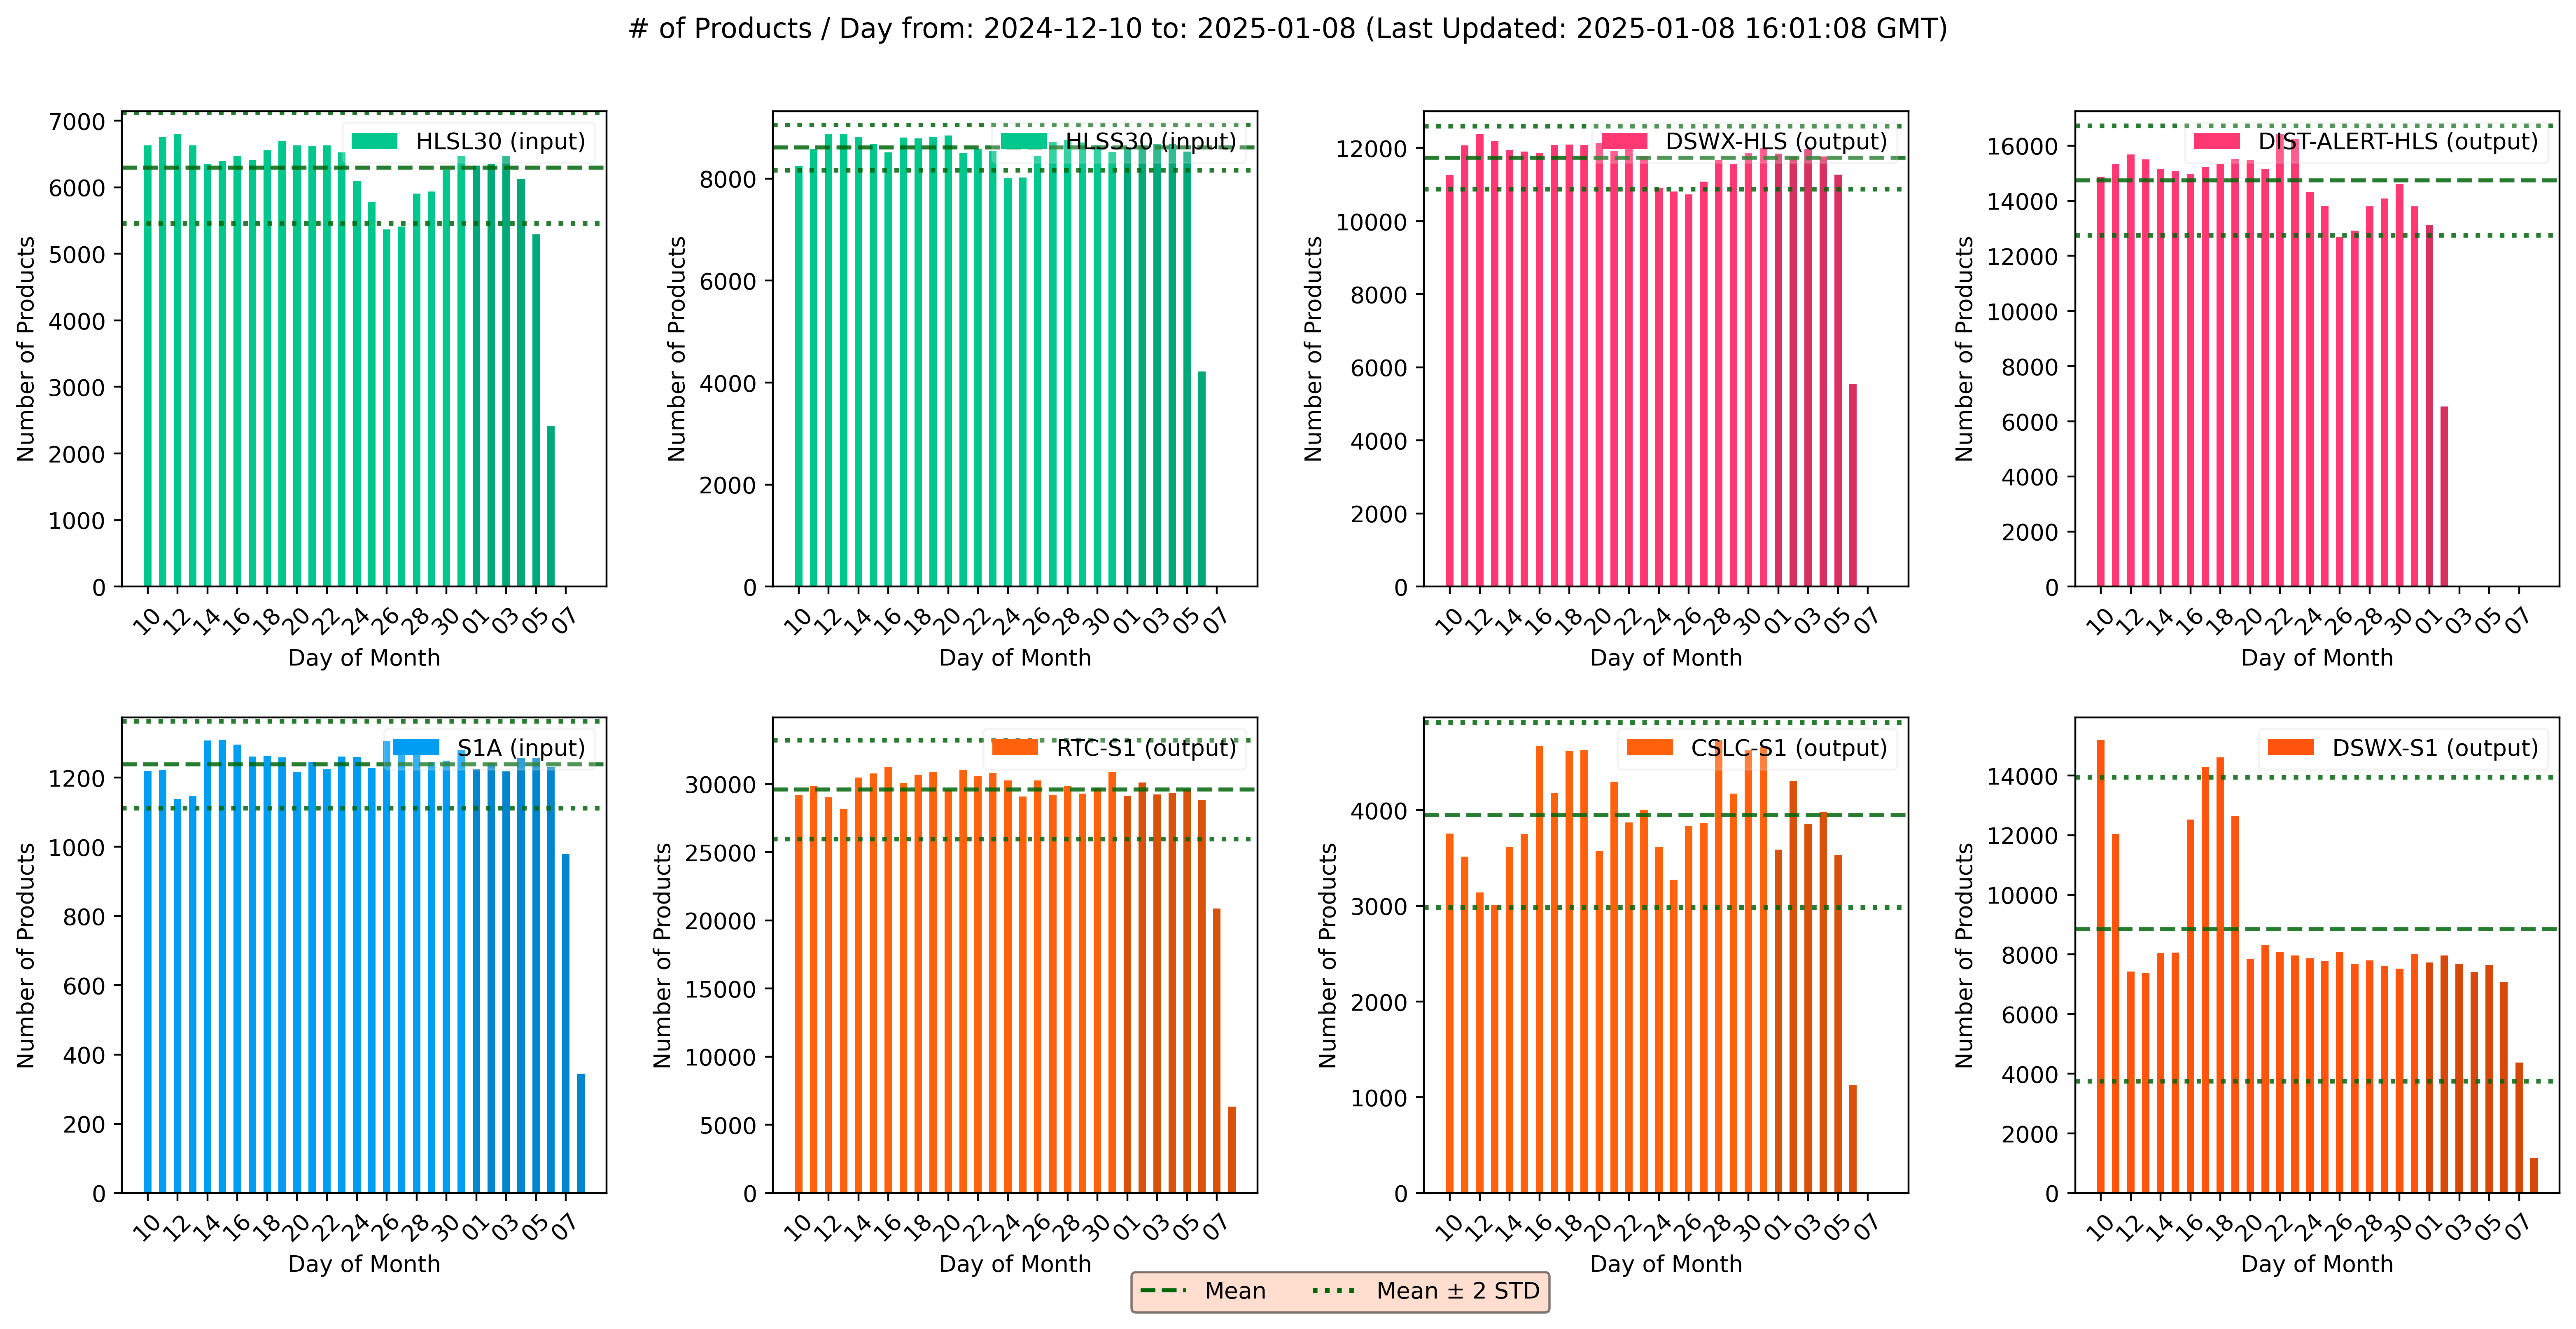 # of Products / Day from: 2024-12-10 to: 2025-01-08 (Last Updated: 2025-01-08 16:01:08 GMT)
HLSL30 (input)
Number of Products
7000
6000
5000
4000
3000
2000
1000
0
10 12 14 16 18 20 22 24 26 28 30 01 03 05 07
Day of Month
HLSS30 (input)
Number of Products
8000
6000
4000
2000
0
10 12 14 16 18 20 22 24 26 28 30 01 03 05 07
Day of Month
DSWX-HLS (output)
Number of Products
12000
10000
8000
6000
4000
2000
0
10 12 14 16 18 20 22 24 26 28 30 01 03 05 07
Day of Month
DIST-ALERT-HLS (output)
Number of Products
16000
14000
12000
10000
8000
6000
4000
2000
0
10 12 14 16 18 20 22 24 26 28 30 01 03 05 07
Day of Month
S1A (input)
Number of Products
1200
1000
800
600
400
200
0
10 12 14 16 18 20 22 24 26 28 30 01 03 05 07
Day of Month
RTC-S1 (output)
Number of Products
30000
25000
20000
15000
10000
5000
0
10 12 14 16 18 20 22 24 26 28 30 01 03 05 07
Day of Month
CSLC-S1 (output)
Number of Products
4000
3000
2000
1000
0
10 12 14 16 18 20 22 24 26 28 30 01 03 05 07
Day of Month
DSWX-S1 (output)
Number of Products
14000
12000
10000
8000
6000
4000
2000
0
10 12 14 16 18 20 22 24 26 28 30 01 03 05 07
Day of Month
Mean
Mean ± 2 STD